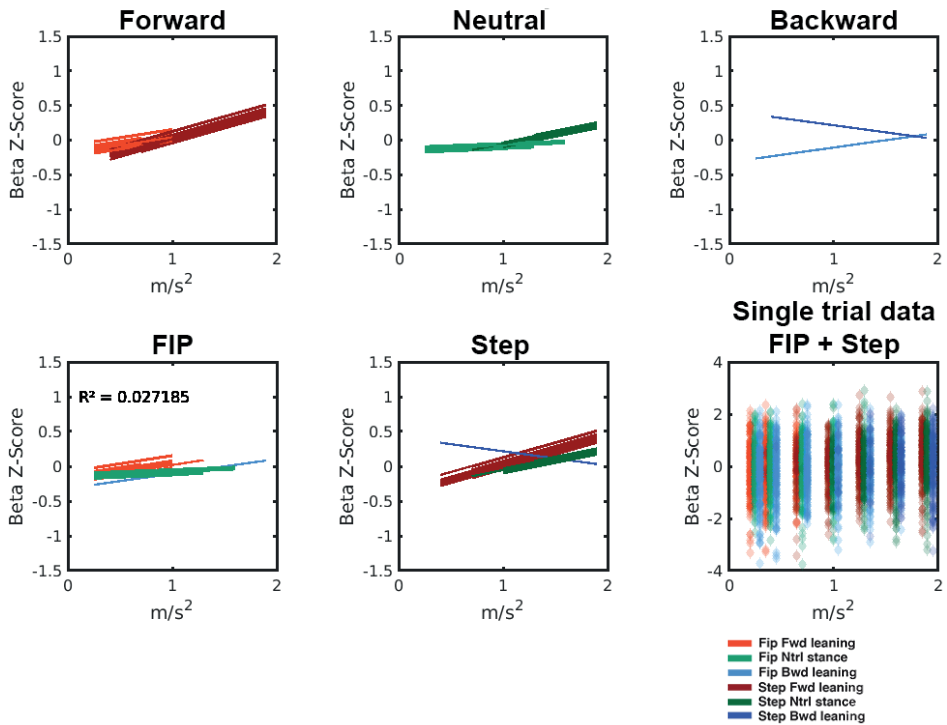 Forward
1.5
1
0.5
0
-0.5
-1
-1.5
0
1
2
Beta Z-Score
m/s²
Neutral
1.5
1
0.5
0
-0.5
-1
-1.5
0
1
2
Beta Z-Score
m/s²
Backward
1.5
1
0.5
0
-0.5
-1
-1.5
0
1
2
Beta Z-Score
m/s²
FIP
R² = 0.027185
1.5
1
0.5
0
-0.5
-1
-1.5
0
1
2
Beta Z-Score
m/s²
Step
1.5
1
0.5
0
-0.5
-1
-1.5
0
1
2
Beta Z-Score
m/s²
Single trial data
FIP + Step
4
2
0
-2
-4
0
1
2
Beta Z-Score
m/s²
Fip Fwd leaning
Fip Ntrl stance
Fip Bwd leaning
Step Fwd leaning
Step Ntrl stance
Step Bwd leaning